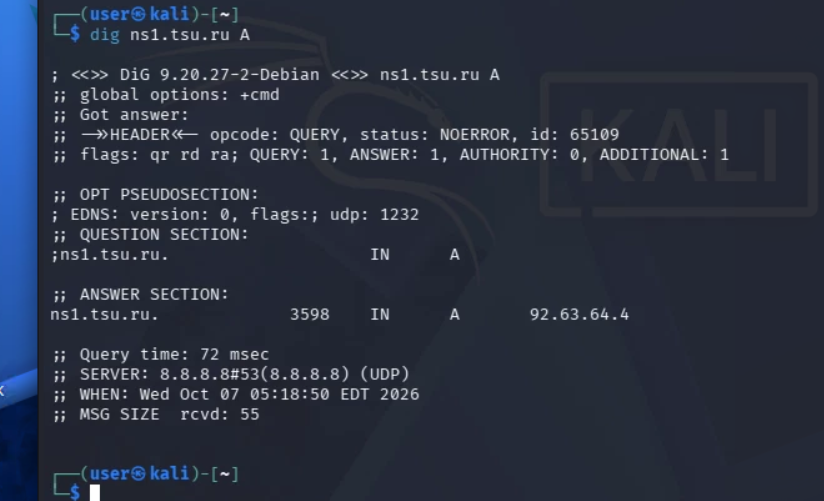 ┌──(user㉿kali)-[~]
└─$ dig ns1.tsu.ru A
; <<>> DiG 9.20.27-2-Debian <<>> ns1.tsu.ru A
;; global options: +cmd
;; Got answer:
;; ->>HEADER<<- opcode: QUERY, status: NOERROR, id: 65109
;; flags: qr rd ra; QUERY: 1, ANSWER: 1, AUTHORITY: 0, ADDITIONAL: 1
;; OPT PSEUDOSECTION:
; EDNS: version: 0, flags:; udp: 1232
;; QUESTION SECTION:
;ns1.tsu.ru. IN A
;; ANSWER SECTION:
ns1.tsu.ru. 3598 IN A 92.63.64.4
;; Query time: 72 msec
;; SERVER: 8.8.8.8#53(8.8.8.8) (UDP)
;; WHEN: Wed Oct 07 05:18:50 EDT 2026
;; MSG SIZE rcvd: 55
┌──(user㉿kali)-[~]
└─$
KALI